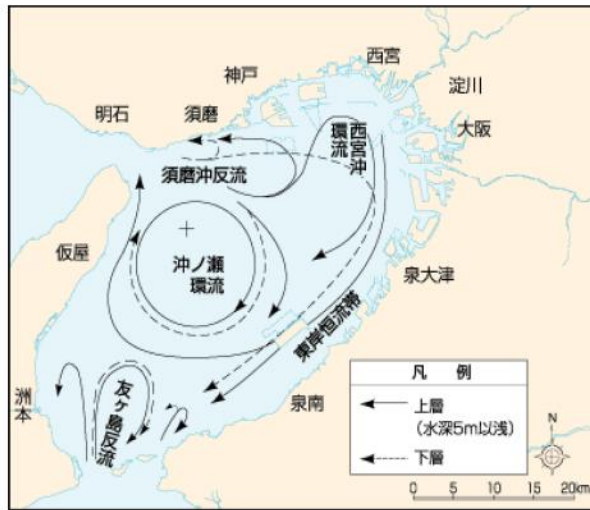 西宮
神戸
淀川
明石
須磨
大阪
西宮沖
環流
須磨沖反流
仮屋
沖ノ瀬
環流
泉大津
東岸恒流帯
洲本
友ヶ島反流
泉南
凡 例
上層
(水深5m以浅)
下層
N
0 5 10 15 20km